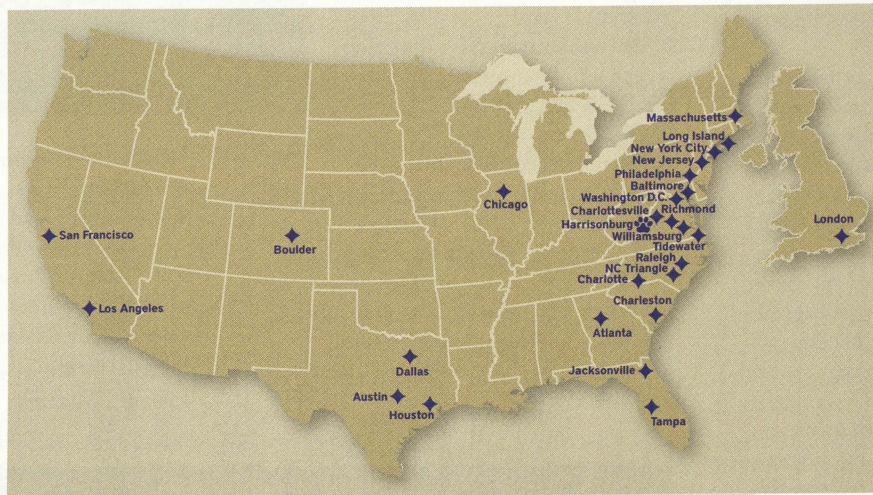 Massachusetts
Long Island
New York City
New Jersey
Philadelphia
Baltimore
Washington D.C.
Charlottesville
Richmond
Harrisonburg
Williamsburg
Tidewater
Raleigh
NC Triangle
Charlotte
Charleston
Atlanta
Jacksonville
Tampa
Chicago
Boulder
San Francisco
Los Angeles
Dallas
Austin
Houston
London